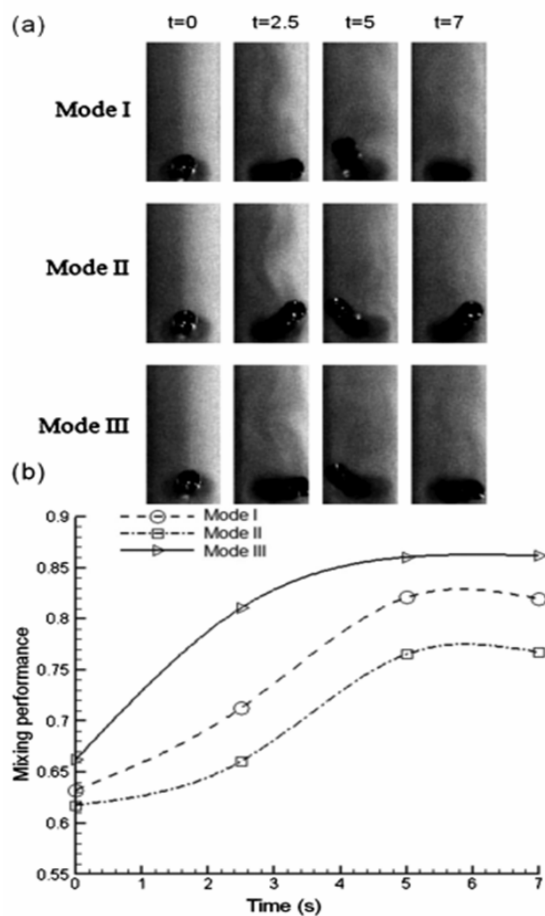 (a)
t=0 t=2.5 t=5 t=7
Mode I
Mode II
Mode III
(b)
0.9
0.85
0.8
0.75
0.7
0.65
0.6
0.55
Mixing performance
Mode I
Mode II
Mode III
0 1 2 3 4 5 6 7
Time (s)